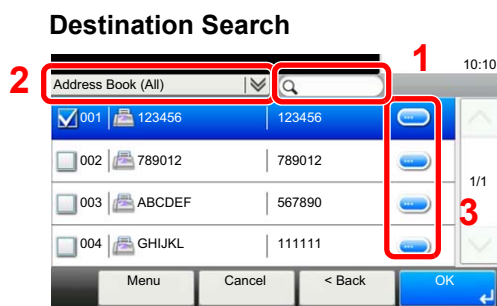 Destination Search
1
10:10
2
Address Book (All)
001 123456 123456
002 789012 789012
1/1
003 ABCDEF 567890
3
004 GHIJKL 111111
Menu Cancel < Back OK